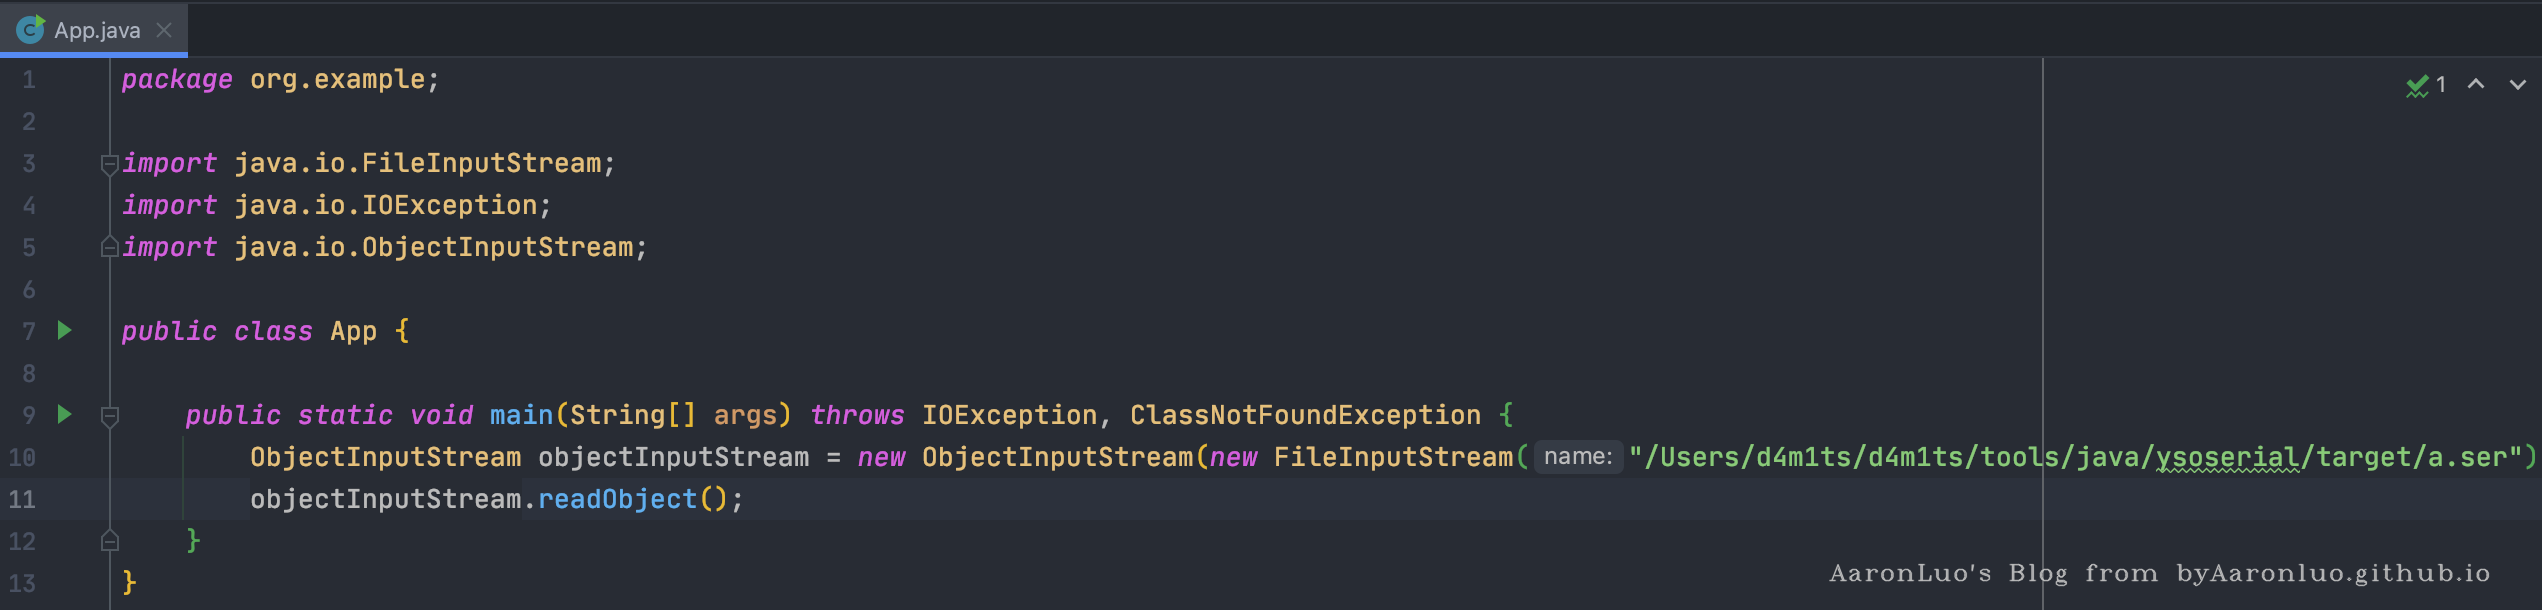 App.java
1 package org.example;
2
3 import java.io.FileInputStream;
4 import java.io.IOException;
5 import java.io.ObjectInputStream;
6
7 public class App {
8
9 public static void main(String[] args) throws IOException, ClassNotFoundException {
10 ObjectInputStream objectInputStream = new ObjectInputStream(new FileInputStream( name: "/Users/d4m1ts/d4m1ts/tools/java/ysoserial/target/a.ser")
11 objectInputStream.readObject();
12 }
13 }
1
AaronLuo's Blog from byAaronluo.github.io